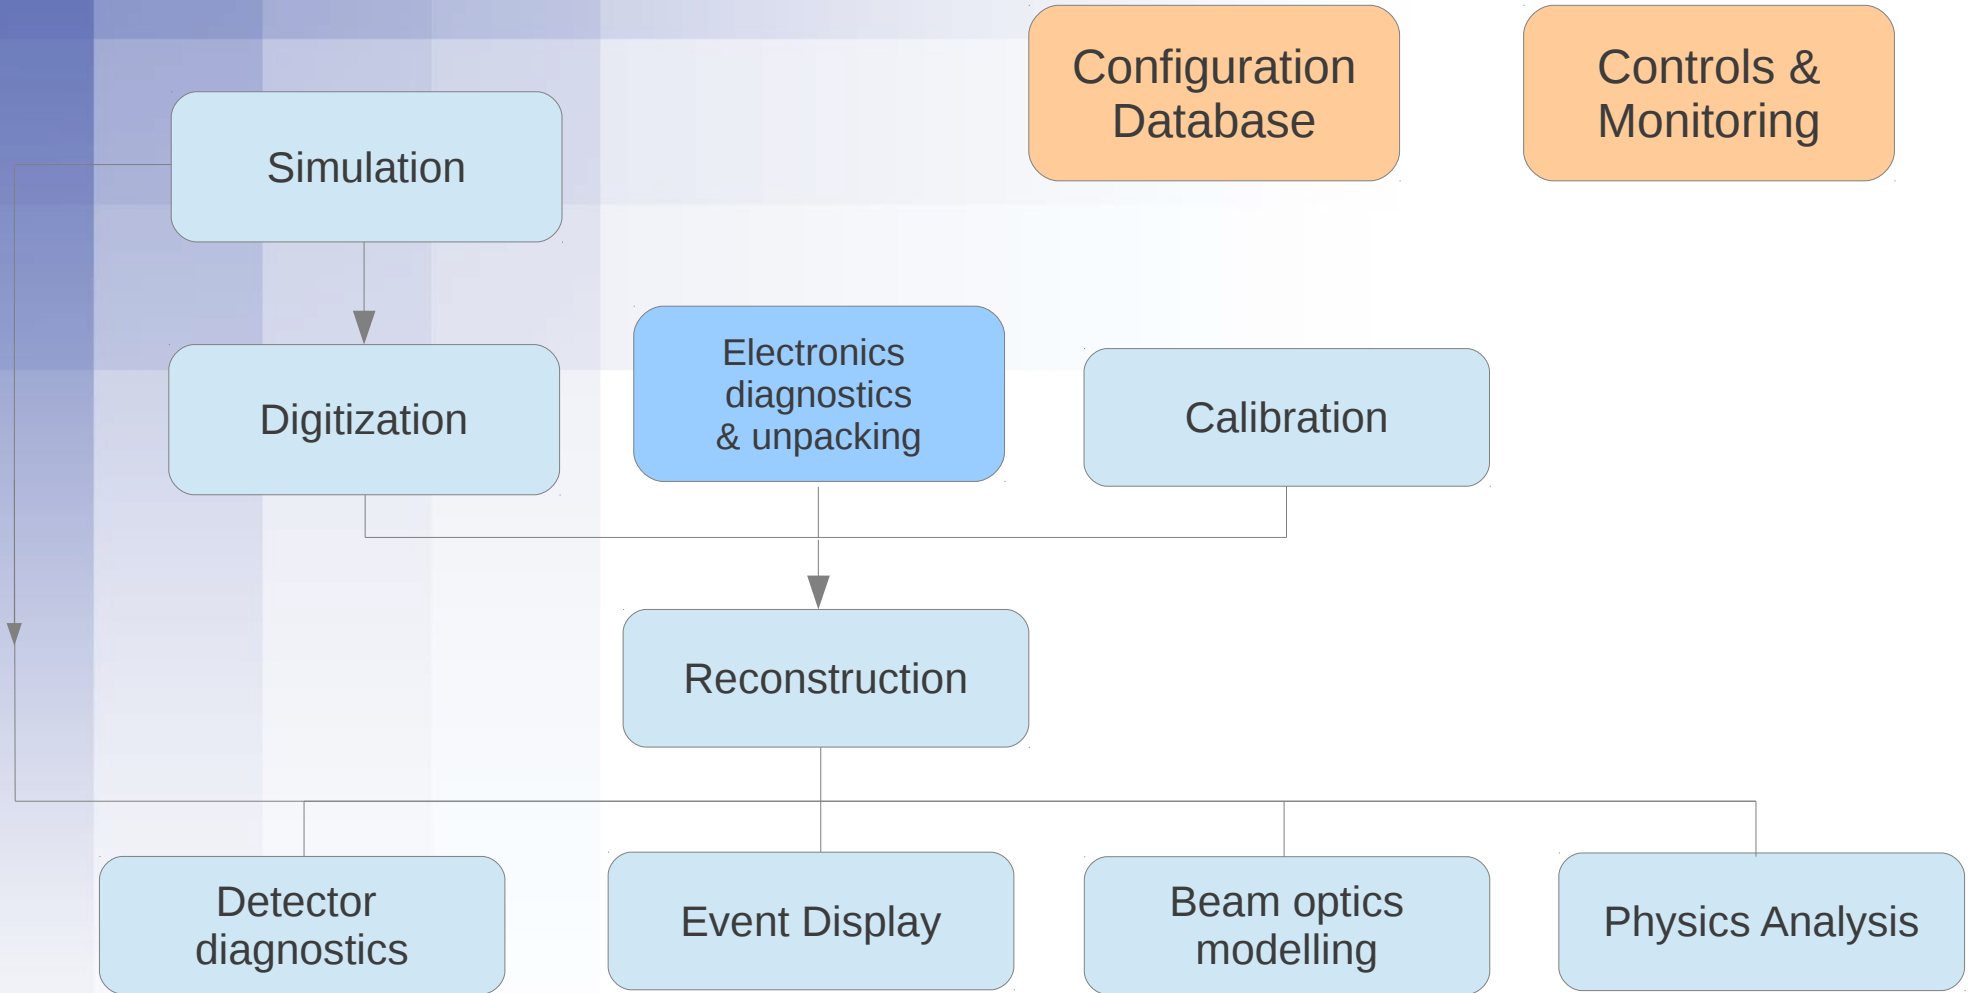 Configuration
Database
Controls &
Monitoring
Simulation
Electronics
diagnostics
& unpacking
Digitization
Calibration
Reconstruction
Detector
diagnostics
Event Display
Beam optics
modelling
Physics Analysis